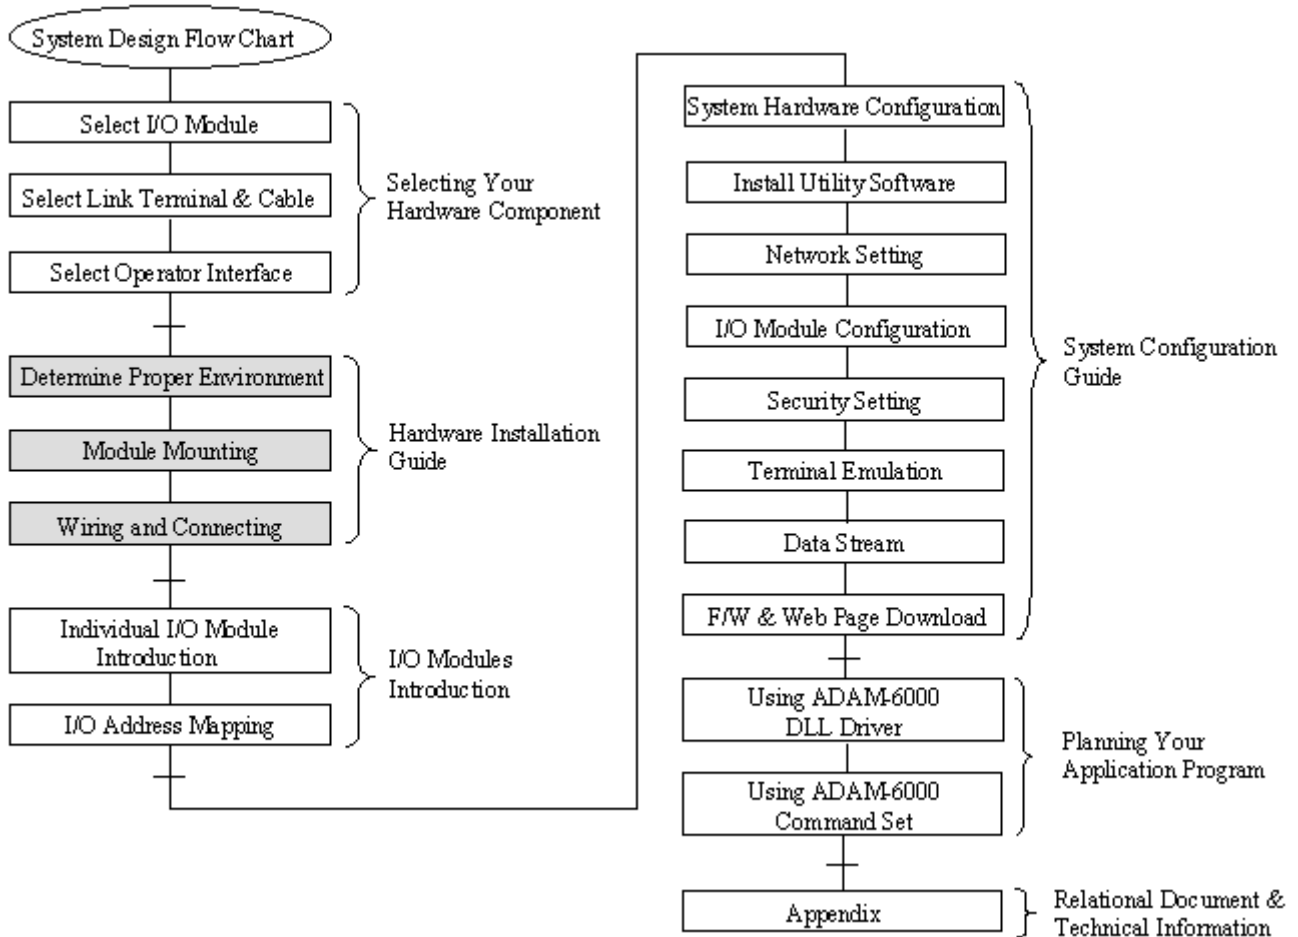 System Design Flow Chart
Select I/O Module
Select Link Terminal & Cable
Select Operator Interface
Selecting Your
Hardware Component
Determine Proper Environment
Module Mounting
Wiring and Connecting
Hardware Installation
Guide
Individual I/O Module
Introduction
I/O Address Mapping
I/O Modules
Introduction
System Hardware Configuration
Install Utility Software
Network Setting
I/O Module Configuration
Security Setting
Terminal Emulation
Data Stream
F/W & Web Page Download
System Configuration
Guide
Using ADAM-6000
DLL Driver
Using ADAM-6000
Command Set
Planning Your
Application Program
Appendix
Relational Document &
Technical Information